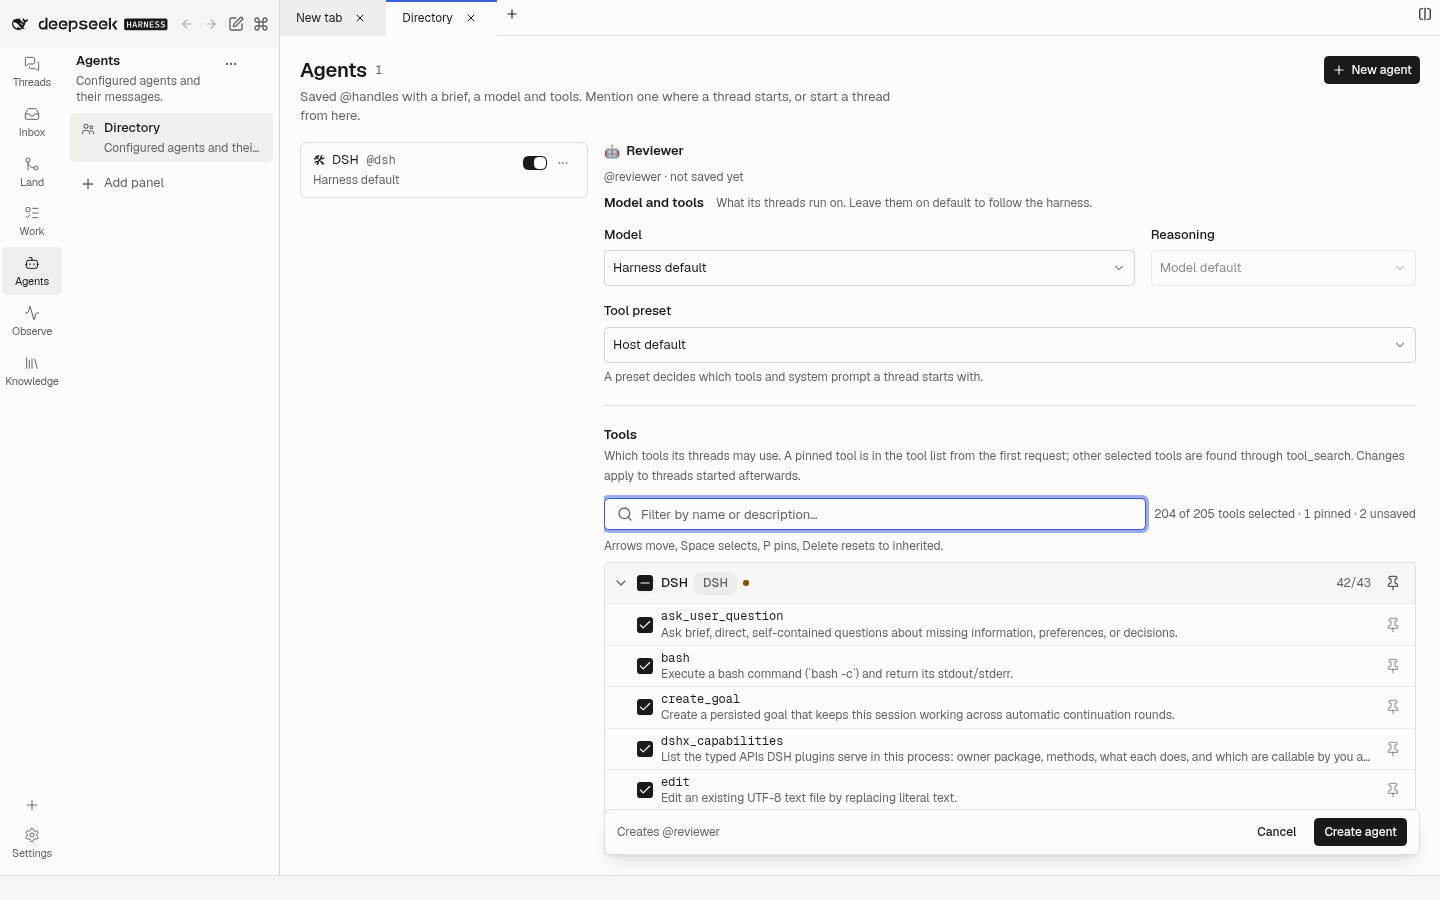 deepseek HARNESS
New tab
Directory
Threads
Inbox
Land
Work
Agents
Observe
Knowledge
Settings
Agents
Configured agents and
their messages.
Directory
Configured agents and thei...
Add panel
Agents 1
Saved @handles with a brief, a model and tools. Mention one where a thread starts, or start a thread
from here.
New agent
DSH @dsh
Harness default
Reviewer
@reviewer · not saved yet
Model and tools What its threads run on. Leave them on default to follow the harness.
Model
Reasoning
Harness default
Model default
Tool preset
Host default
A preset decides which tools and system prompt a thread starts with.
Tools
Which tools its threads may use. A pinned tool is in the tool list from the first request; other selected tools are found through tool_search. Changes
apply to threads started afterwards.
Filter by name or description...
204 of 205 tools selected · 1 pinned · 2 unsaved
Arrows move, Space selects, P pins, Delete resets to inherited.
DSH DSH 42/43
ask_user_question
Ask brief, direct, self-contained questions about missing information, preferences, or decisions.
bash
Execute a bash command (`bash -c`) and return its stdout/stderr.
create_goal
Create a persisted goal that keeps this session working across automatic continuation rounds.
dshx_capabilities
List the typed APIs DSH plugins serve in this process: owner package, methods, what each does, and which are callable by you a...
edit
Edit an existing UTF-8 text file by replacing literal text.
Creates @reviewer
Cancel
Create agent